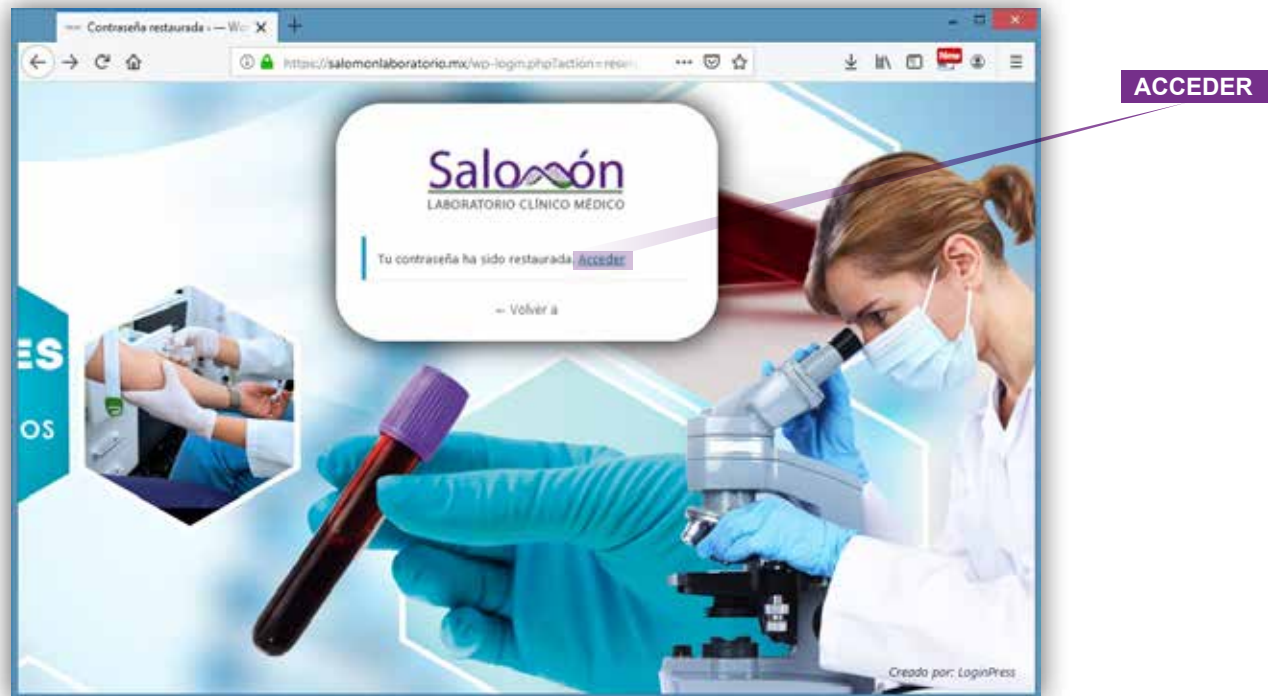 Contraseña restaurada ‹ — Wo
https://salomonlaboratorio.mx/wp-login.php?action=rese
New
ACCEDER
Salomón
LABORATORIO CLÍNICO MÉDICO
Tu contraseña ha sido restaurada. Acceder
← Volver a
ES
OS
Creado por: LoginPress